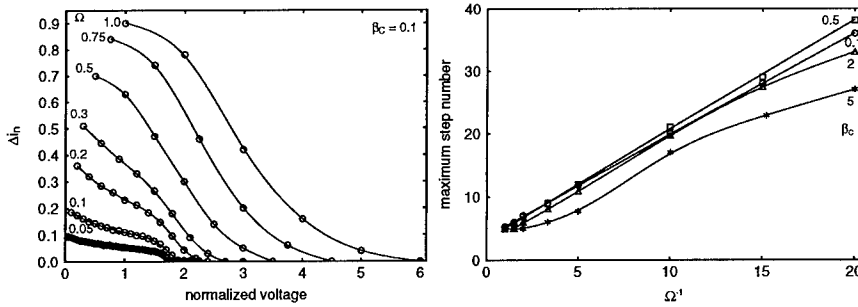 Ω
1.0
0.75
0.5
0.3
0.2
0.1
0.05
β_C = 0.1
0.9
0.8
0.7
0.6
0.5
0.4
0.3
0.2
0.1
0.0
Δi_n
0 1 2 3 4 5 6
normalized voltage
40
30
20
10
0
maximum step number
0.5
0.1
2
5
β_C
0 5 10 15 20
Ω⁻¹